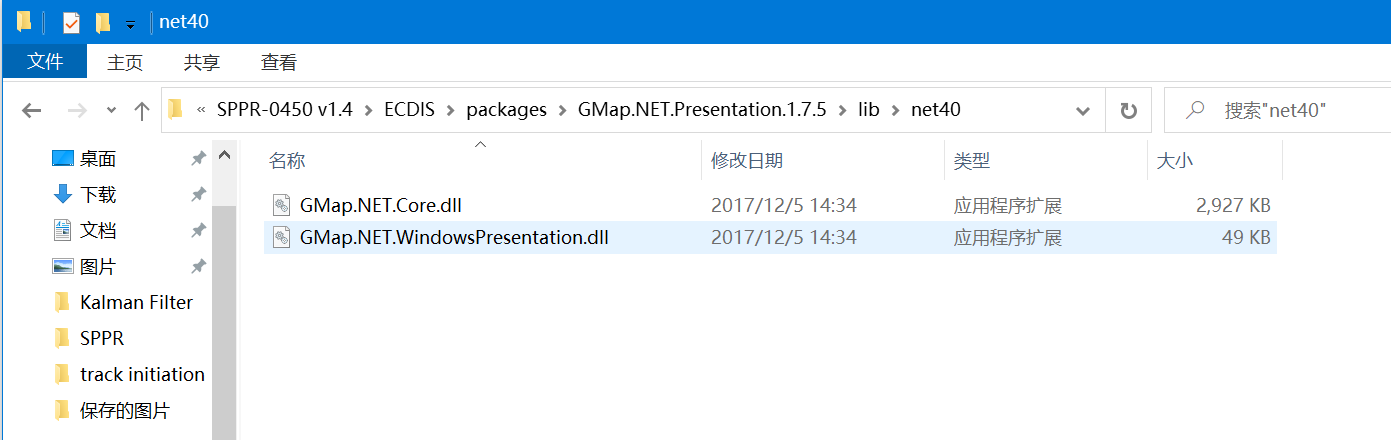 net40
文件 主页 共享 查看
« SPPR-0450 v1.4 > ECDIS > packages > GMap.NET.Presentation.1.7.5 > lib > net40 搜索"net40"
名称 修改日期 类型 大小
桌面
下载
文档
图片
Kalman Filter
SPPR
track initiation
保存的图片
GMap.NET.Core.dll 2017/12/5 14:34 应用程序扩展 2,927 KB
GMap.NET.WindowsPresentation.dll 2017/12/5 14:34 应用程序扩展 49 KB